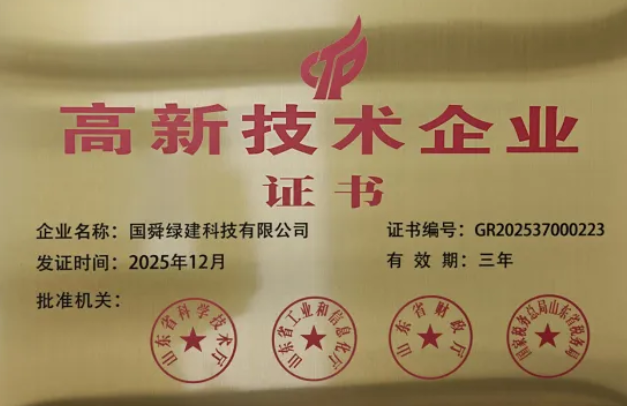 高新技术企业
证书
企业名称：国舜绿建科技有限公司
证书编号：GR202537000223
发证时间：2025年12月
有效期：三年
批准机关：
山东省科学技术厅
山东省工业和信息化厅
山东省财政厅
国家税务总局山东省税务局